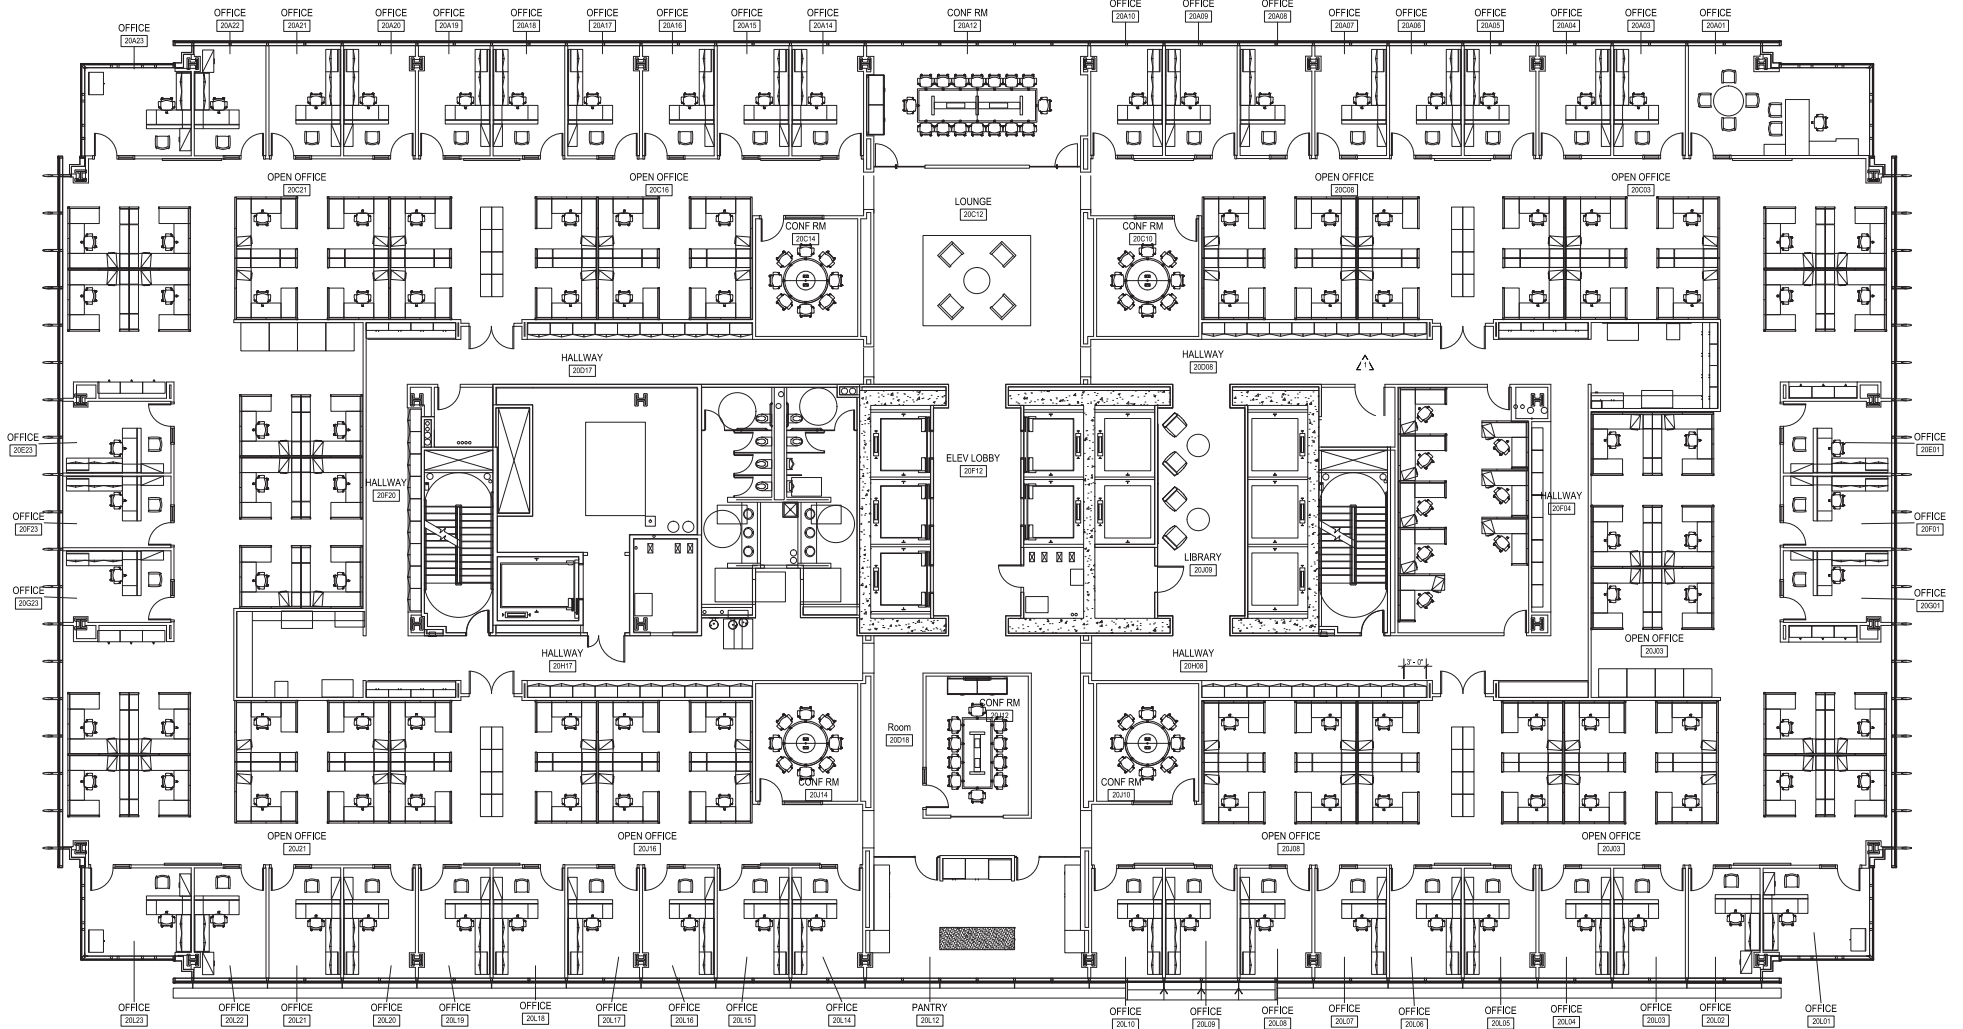 OFFICE
20A23
OFFICE
20A22
OFFICE
20A21
OFFICE
20A20
OFFICE
20A19
OFFICE
20A18
OFFICE
20A17
OFFICE
20A16
OFFICE
20A15
OFFICE
20A14
CONF RM
20A12
OFFICE
20A10
OFFICE
20A09
OFFICE
20A08
OFFICE
20A07
OFFICE
20A06
OFFICE
20A05
OFFICE
20A04
OFFICE
20A03
OFFICE
20A01
OPEN OFFICE
20C21
OPEN OFFICE
20C16
LOUNGE
20C12
OPEN OFFICE
20C08
OPEN OFFICE
20C03
CONF RM
20C14
CONF RM
20C10
HALLWAY
20D17
HALLWAY
20D08
1
OFFICE
20E23
OFFICE
20E01
ELEV LOBBY
20F12
HALLWAY
20F20
HALLWAY
20F04
OFFICE
20F23
OFFICE
20F01
LIBRARY
20J09
OFFICE
20G23
OFFICE
20G01
OPEN OFFICE
20J03
HALLWAY
20H17
HALLWAY
20H08
3' - 0"
CONF RM
20H12
Room
20D18
CONF RM
20J14
CONF RM
20J10
OPEN OFFICE
20J21
OPEN OFFICE
20J16
OPEN OFFICE
20J08
OPEN OFFICE
20J03
OFFICE
20L23
OFFICE
20L22
OFFICE
20L21
OFFICE
20L20
OFFICE
20L19
OFFICE
20L18
OFFICE
20L17
OFFICE
20L16
OFFICE
20L15
OFFICE
20L14
PANTRY
20L12
OFFICE
20L10
OFFICE
20L09
OFFICE
20L08
OFFICE
20L07
OFFICE
20L06
OFFICE
20L05
OFFICE
20L04
OFFICE
20L03
OFFICE
20L02
OFFICE
20L01